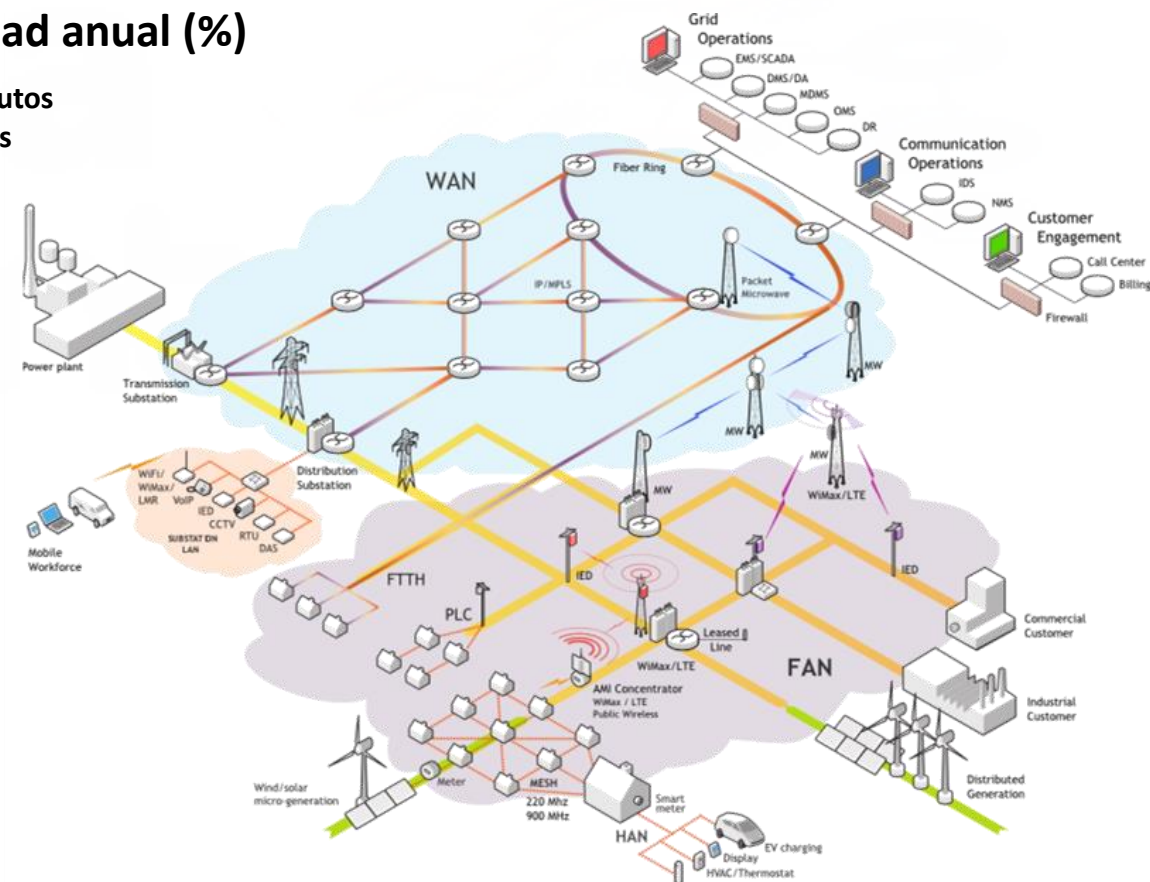 ad anual (%)
utos
s
Grid
Operations
EMS/SCADA
DMS/DA
MDMS
OMS
DR
Communication
Operations
IDS
NMS
Customer
Engagement
Call Center
Billing
Firewall
WAN
Fiber Ring
IP/MPLS
Packet
Microwave
MW
MW
MW
WiMax/LTE
MW
Power plant
Transmission
Substation
Distribution
Substation
WiFi/
WiMax/
LMR
VoIP
IED
CCTV
RTU
DAS
SUBSTATION
LAN
Mobile
Workforce
FTTH
PLC
IED
IED
Leased
Line
WiMax/LTE
FAN
AMI Concentrator
WiMax / LTE
Public Wireless
Commercial
Customer
Industrial
Customer
Distributed
Generation
Wind/solar
micro-generation
Meter
MESH
220 Mhz
900 MHz
Smart
meter
HAN
EV charging
Display
HVAC/Thermostat